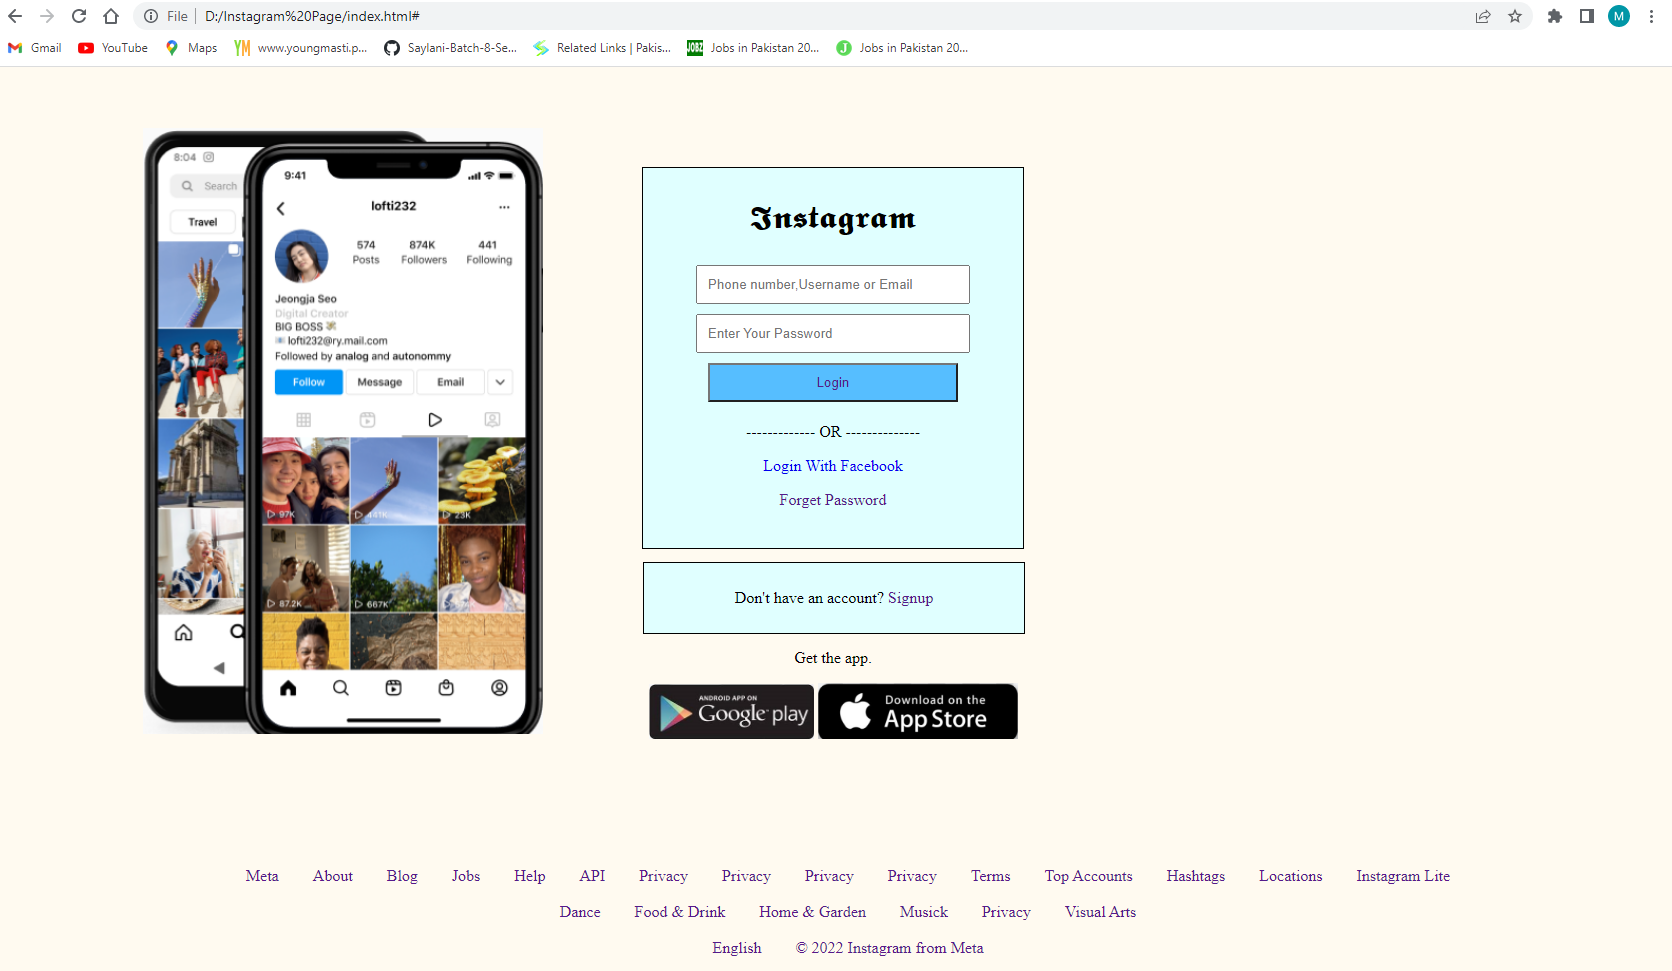 File D:/Instagram%20Page/index.html# M
Gmail YouTube Maps www.youngmasti.p... Saylani-Batch-8-Se... Related Links | Pakis... JOBZ Jobs in Pakistan 20... J Jobs in Pakistan 20...
8:04
Search
Travel
9:41
lofti232
574 874K 441
Posts Followers Following
Jeongja Seo
Digital Creator
BIG BOSS
lofti232@ry.mail.com
Followed by analog and autonommy
Follow Message Email
97K 441K 23K
87.2K 667K
Instagram
Phone number,Username or Email
Enter Your Password
Login
------------- OR --------------
Login With Facebook
Forget Password
Don't have an account? Signup
Get the app.
ANDROID APP ON
Google play
Download on the
App Store
Meta About Blog Jobs Help API Privacy Privacy Privacy Privacy Terms Top Accounts Hashtags Locations Instagram Lite
Dance Food & Drink Home & Garden Musick Privacy Visual Arts
English © 2022 Instagram from Meta